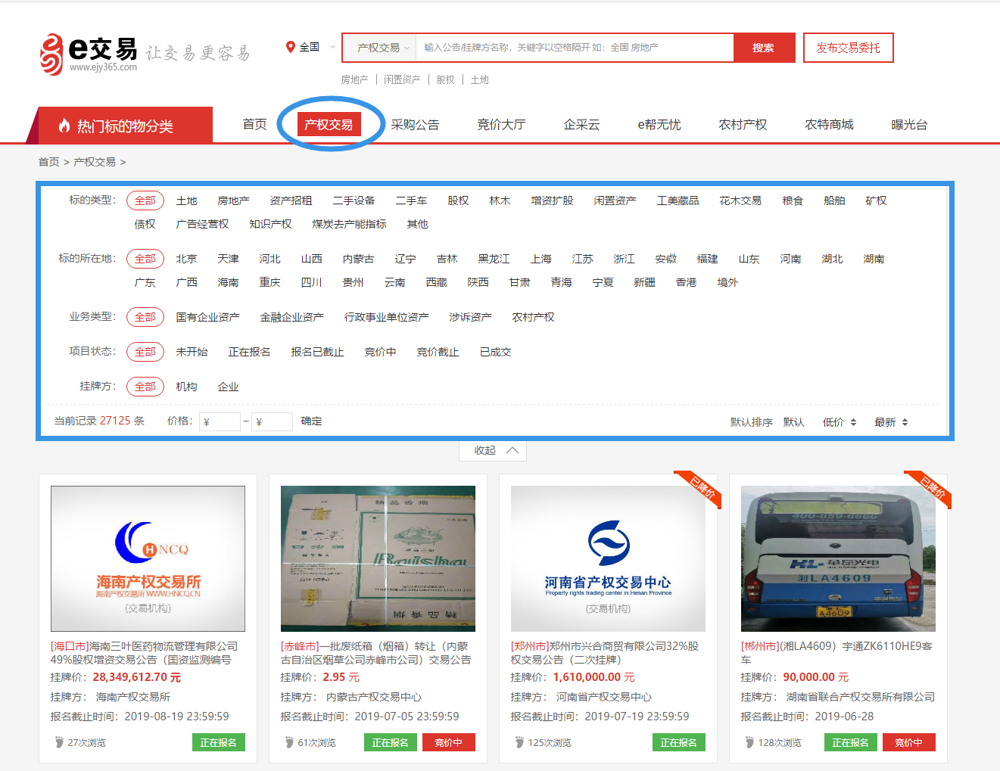 e交易 让交易更容易
www.ejy365.com
全国
产权交易 输入公告/挂牌方名称，关键字以空格隔开 如：全国 房地产 搜索 发布交易委托
房地产 | 闲置资产 | 股权 | 土地
热门标的物分类 首页 产权交易 采购公告 竞价大厅 企采云 e帮无忧 农村产权 农特商城 曝光台
首页 > 产权交易 >
标的类型： 全部 土地 房地产 资产招租 二手设备 二手车 股权 林木 增资扩股 闲置资产 工美藏品 花木交易 粮食 船舶 矿权
债权 广告经营权 知识产权 煤炭去产能指标 其他
标的所在地： 全部 北京 天津 河北 山西 内蒙古 辽宁 吉林 黑龙江 上海 江苏 浙江 安徽 福建 山东 河南 湖北 湖南
广东 广西 海南 重庆 四川 贵州 云南 西藏 陕西 甘肃 青海 宁夏 新疆 香港 境外
业务类型： 全部 国有企业资产 金融企业资产 行政事业单位资产 涉诉资产 农村产权
项目状态： 全部 未开始 正在报名 报名已截止 竞价中 竞价截止 已成交
挂牌方： 全部 机构 企业
当前记录 27125 条 价格： ¥ – ¥ 确定 默认排序 默认 低价 最新
收起
HNCQ
海南产权交易所
海南产权交易所 WWW.HNCQ.CN
(交易机构)
[海口市]海南三叶医药物流管理有限公司
49%股权增资交易公告（国资监测编号
挂牌价：28,349,612.70 元
挂牌方： 海南产权交易所
报名截止时间：2019-08-19 23:59:59
27次浏览 正在报名
精品香烟
白沙烟
Baisha
精品香烟
[赤峰市]一批废纸箱（烟箱）转让（内蒙
古自治区烟草公司赤峰市公司）交易公告
挂牌价：2.95 元
挂牌方： 内蒙古产权交易中心
报名截止时间：2019-07-05 23:59:59
61次浏览 正在报名 竞价中
已降价
河南省产权交易中心
Property rights trading center in Henan Province
(交易机构)
[郑州市]郑州市兴合商贸有限公司32%股
权交易公告（二次挂牌）
挂牌价：1,610,000.00 元
挂牌方： 河南省产权交易中心
报名截止时间：2019-07-19 23:59:59
125次浏览 正在报名
已降价
400-659-6666
湘LA4609
A4609
[郴州市](湘LA4609）宇通ZK6110HE9客
车
挂牌价：90,000.00 元
挂牌方： 湖南省联合产权交易所有限公司
报名截止时间：2019-06-28
128次浏览 正在报名 竞价中